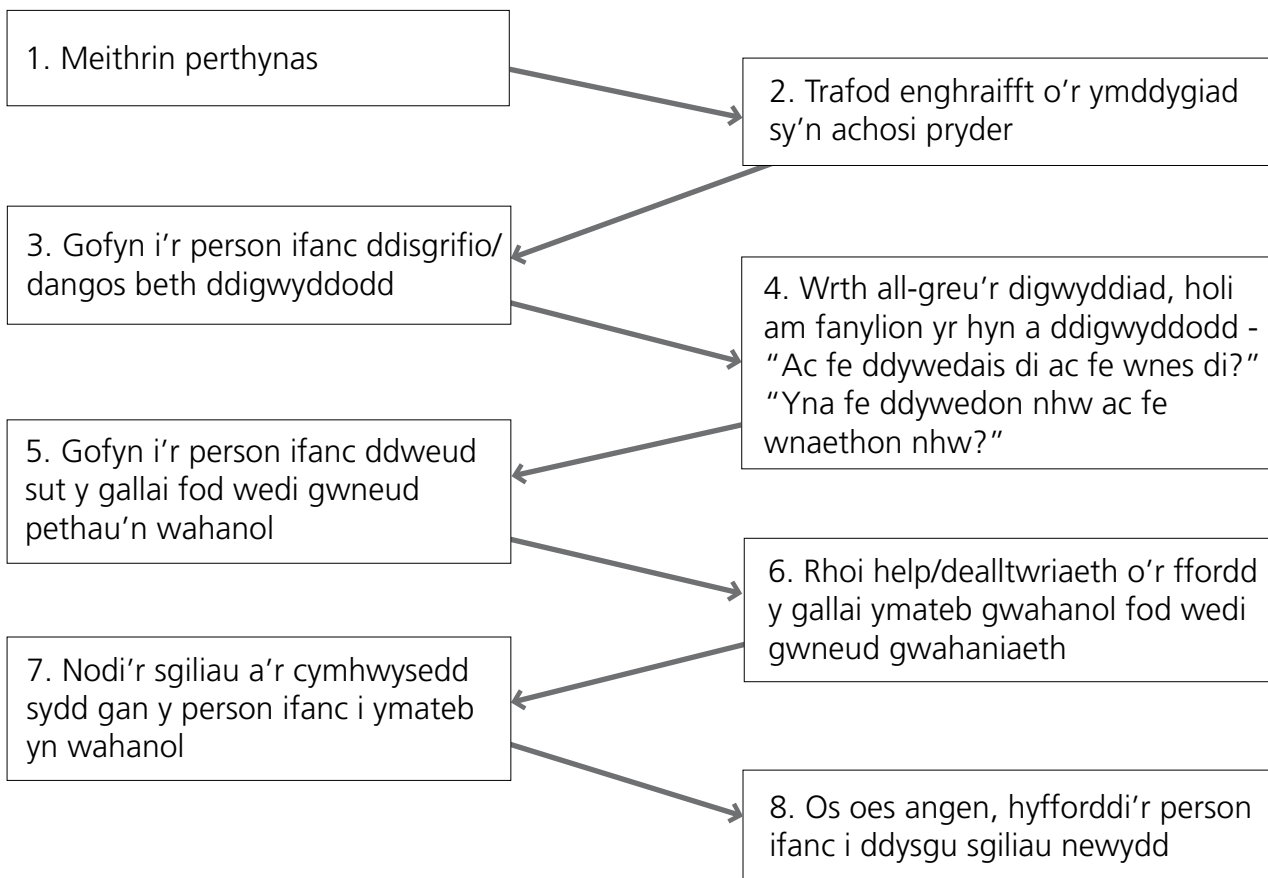 1. Meithrin perthynas
2. Trafod enghraifft o'r ymddygiad
sy'n achosi pryder
3. Gofyn i'r person ifanc ddisgrifio/
dangos beth ddigwyddodd
4. Wrth all-greu'r digwyddiad, holi
am fanylion yr hyn a ddigwyddodd -
“Ac fe ddywedais di ac fe wnes di?”
“Yna fe ddywedon nhw ac fe
wnaethon nhw?”
5. Gofyn i'r person ifanc ddweud
sut y gallai fod wedi gwneud
pethau'n wahanol
6. Rhoi help/dealltwriaeth o'r ffordd
y gallai ymateb gwahanol fod wedi
gwneud gwahaniaeth
7. Nodi'r sgiliau a'r cymhwysedd
sydd gan y person ifanc i ymateb
yn wahanol
8. Os oes angen, hyfforddi'r person
ifanc i ddysgu sgiliau newydd